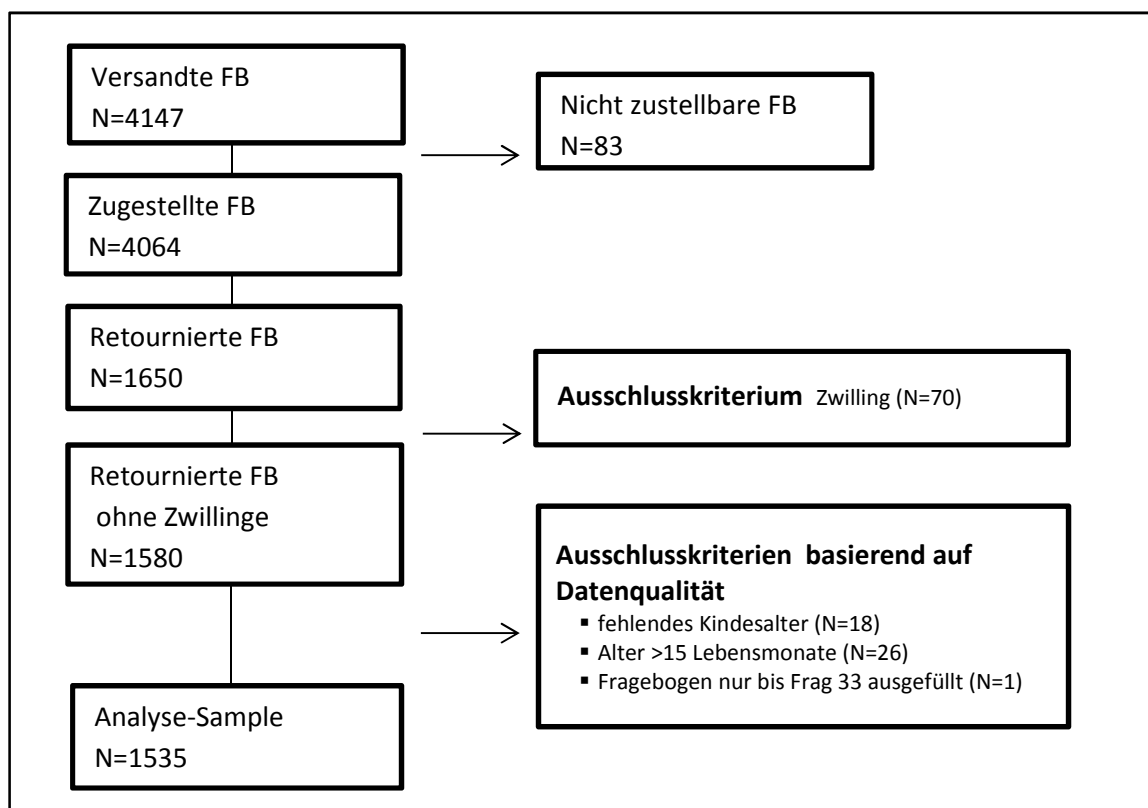 Versandte FB
N=4147
Nicht zustellbare FB
N=83
Zugestellte FB
N=4064
Retournierte FB
N=1650
Ausschlusskriterium Zwilling (N=70)
Retournierte FB
ohne Zwillinge
N=1580
Ausschlusskriterien basierend auf
Datenqualität
▪ fehlendes Kindesalter (N=18)
▪ Alter >15 Lebensmonate (N=26)
▪ Fragebogen nur bis Frag 33 ausgefüllt (N=1)
Analyse-Sample
N=1535